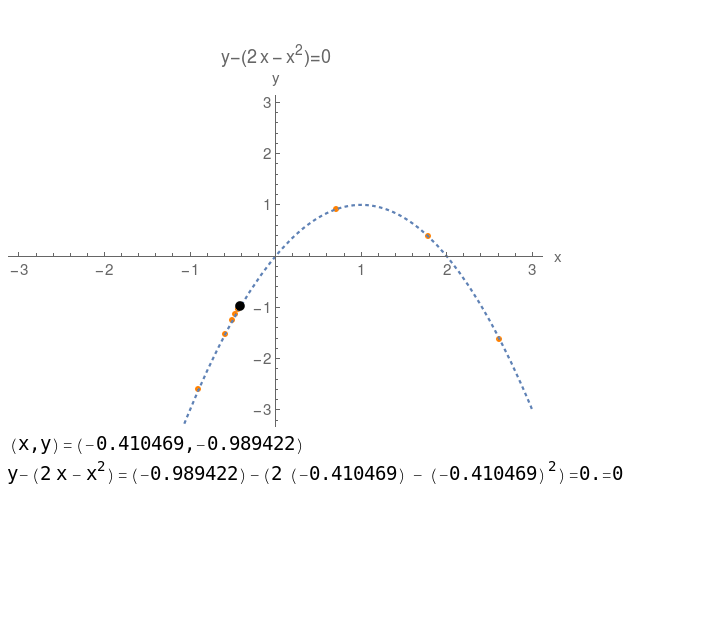 y−(2 x − x²)=0
y
3
2
1
−3 −2 −1 1 2 3 x
−1
−2
−3
(x,y)=(-0.410469,-0.989422)
y-(2 x - x²)=(-0.989422)-(2 (-0.410469) - (-0.410469)²)=0.=0